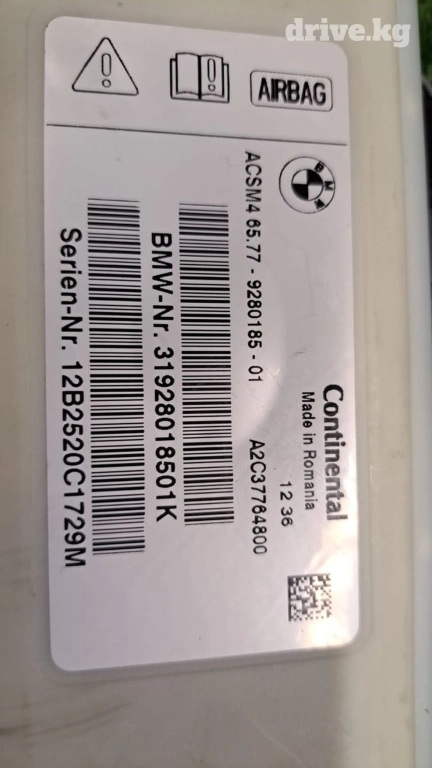 drive.kg
AIRBAG
BMW
ACSM4 65.77 - 9280185 - 01 A2C37764800
Continental
Made in Romania
12 36
BMW-Nr. 31928018501K
Serien-Nr. 12B2520C1729M